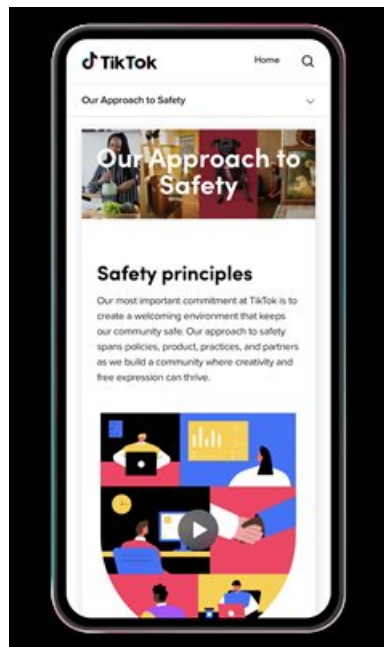 TikTok
Home
Our Approach to Safety
Our Approach to
Safety
Safety principles
Our most important commitment at TikTok is to
create a welcoming environment that keeps
our community safe. Our approach to safety
spans policies, product, practices, and partners
as we build a community where creativity and
free expression can thrive.